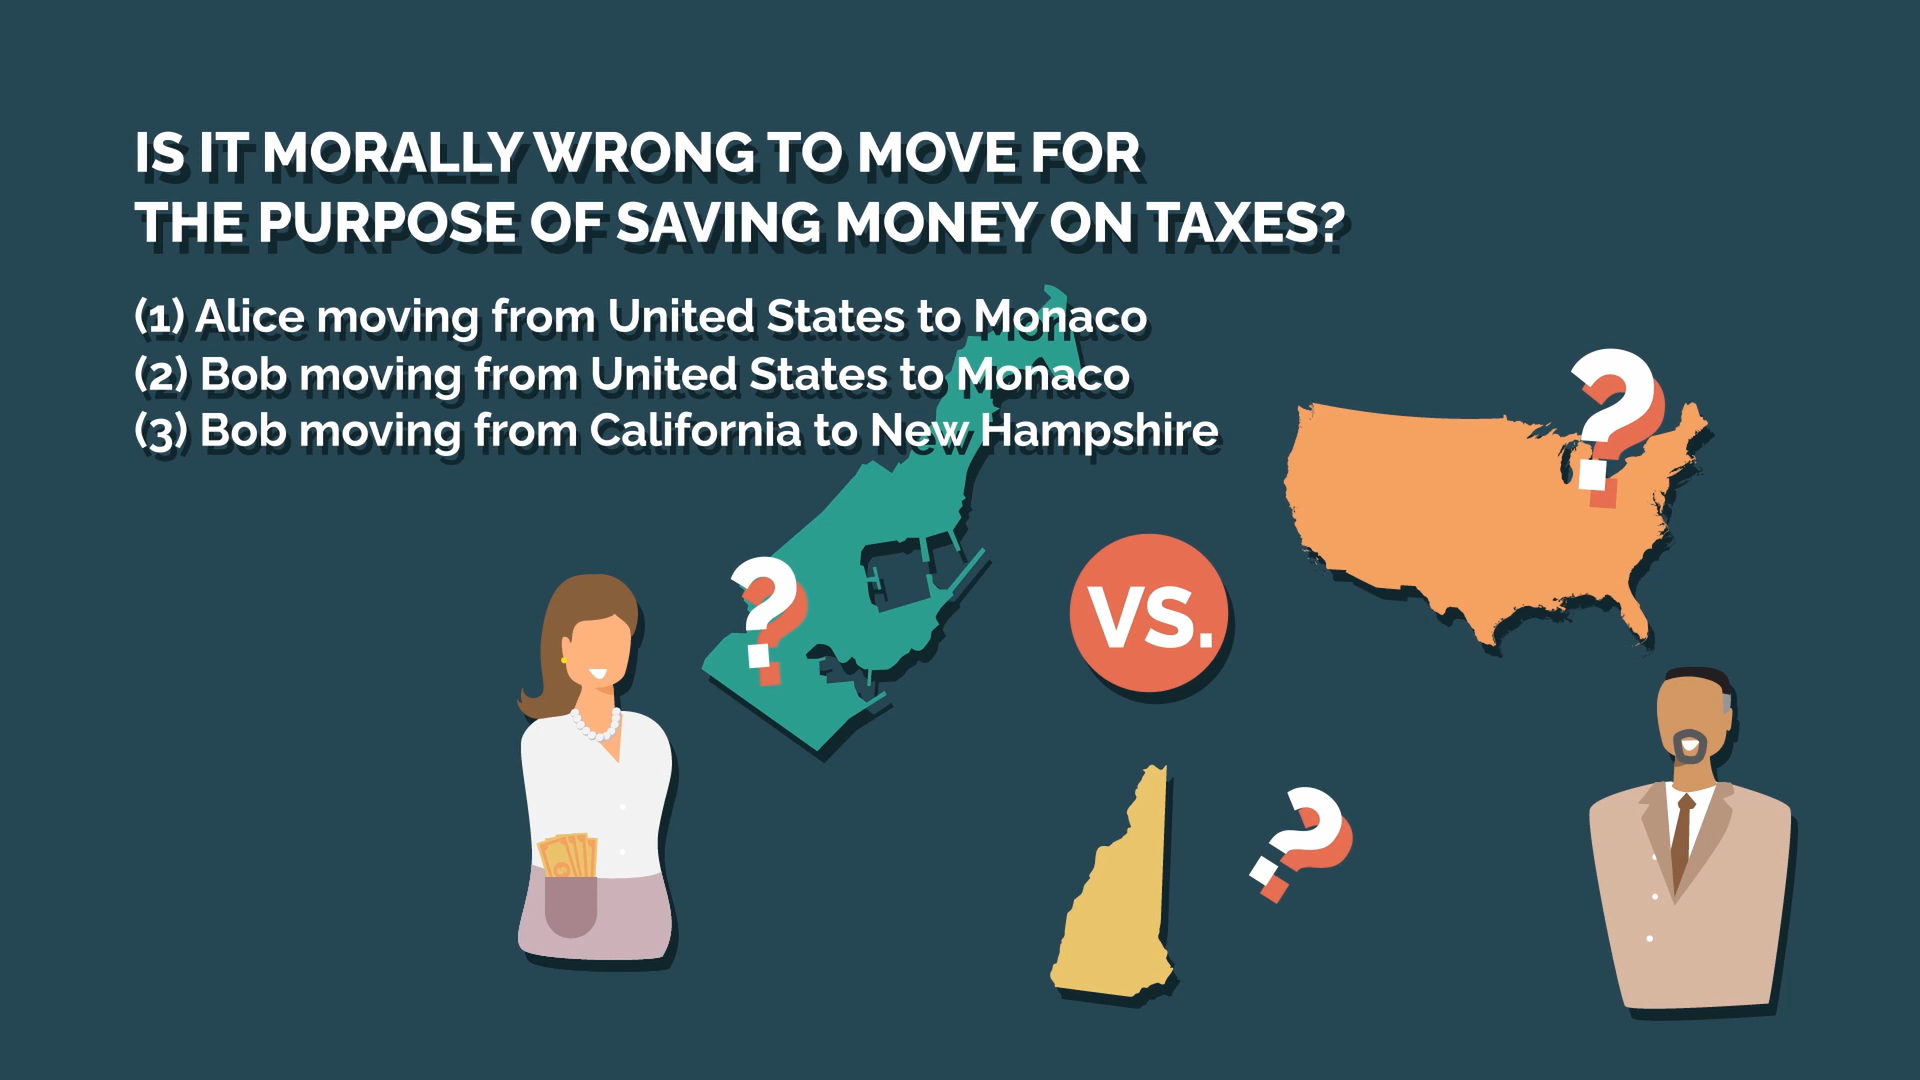 IS IT MORALLY WRONG TO MOVE FOR
THE PURPOSE OF SAVING MONEY ON TAXES?
(1) Alice moving from United States to Monaco
(2) Bob moving from United States to Monaco
(3) Bob moving from California to New Hampshire
?
?
VS.
?